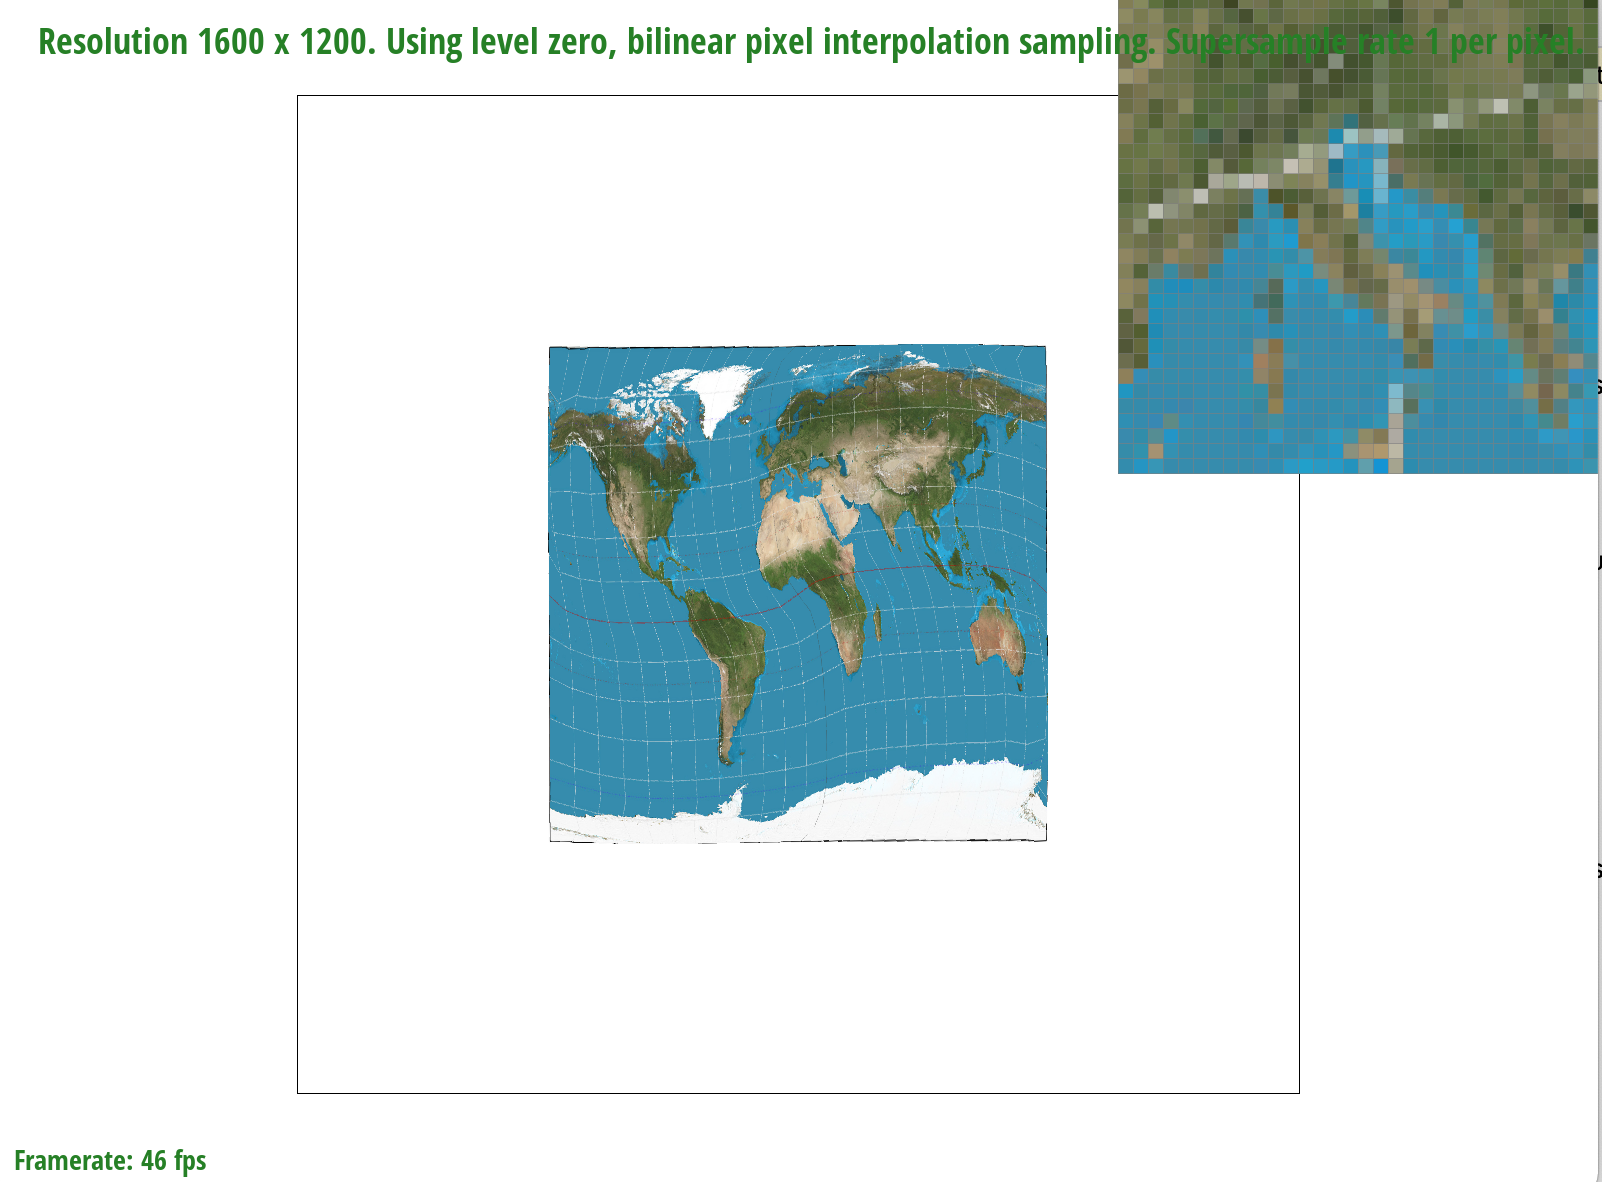 Resolution 1600 x 1200. Using level zero, bilinear pixel interpolation sampling. Supersample rate 1 per pixel.
Framerate: 46 fps